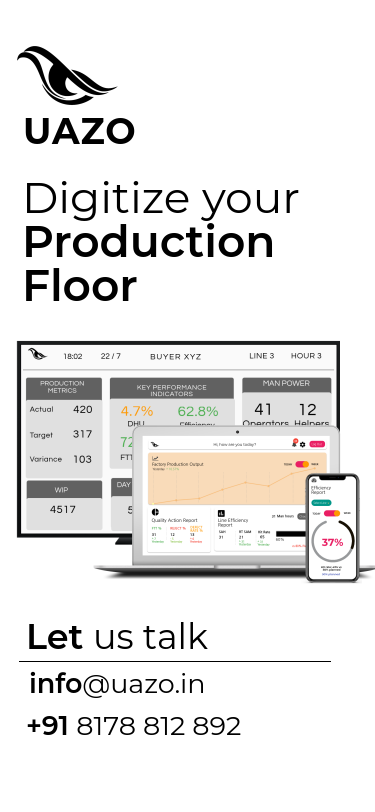 UAZO
Digitize your
Production
Floor
18:02 22 / 7 BUYER XYZ LINE 3 HOUR 3
PRODUCTION METRICS
Actual 420
Target 317
Variance 103
KEY PERFORMANCE INDICATORS
4.7% 62.8%
DHU Efficiency
MAN POWER
41 12
Operators Helpers
WIP
4517
DAY
Hi, how are you today?
Factory Production Output
Quality Action Report
Line Efficiency
Report
Efficiency
Report
37%
Let us talk
info@uazo.in
+91 8178 812 892